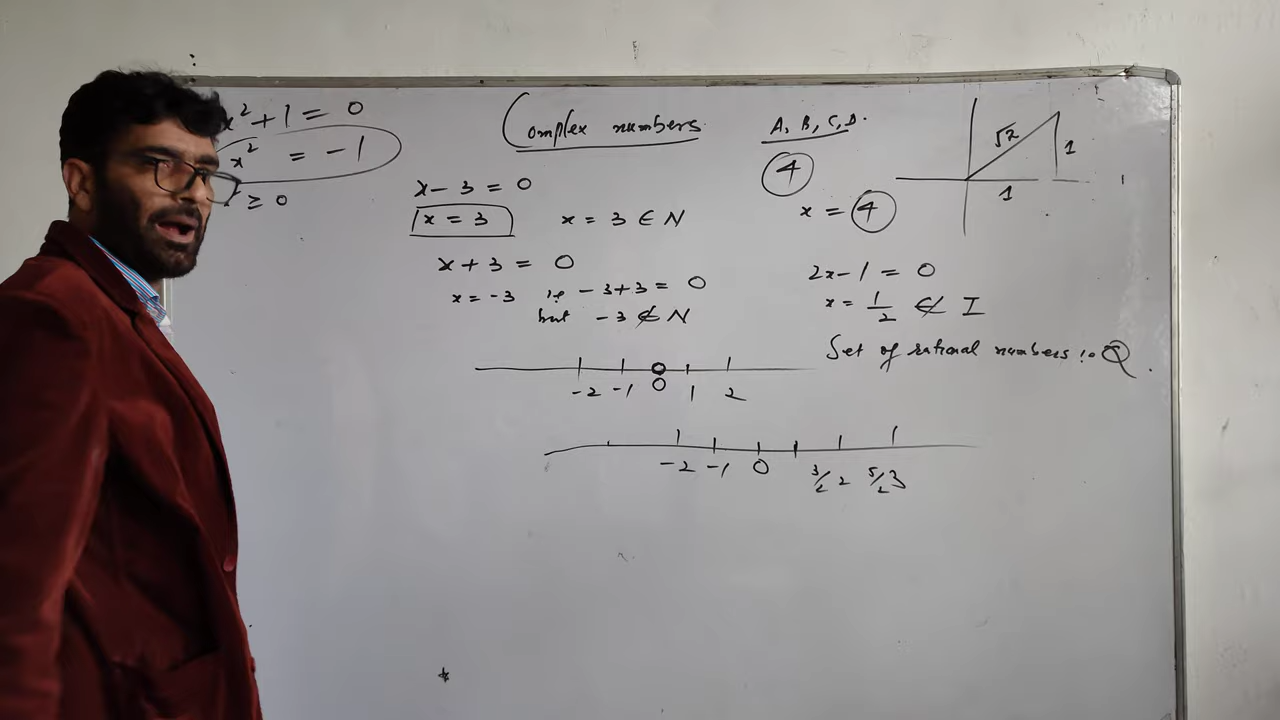 x² + 1 = 0
x² = -1
≥ 0
Complex numbers
A, B, C, D.
4
x = 4
√2
1
1
x - 3 = 0
x = 3 x = 3 ∈ N
x + 3 = 0
x = -3 i.e. -3+3 = 0
but -3 ∉ N
2x - 1 = 0
x = 1/2 ∉ I
Set of rational numbers :- Q.
-2 -1 0 1 2
-2 -1 0 3/2 2 5/2 3